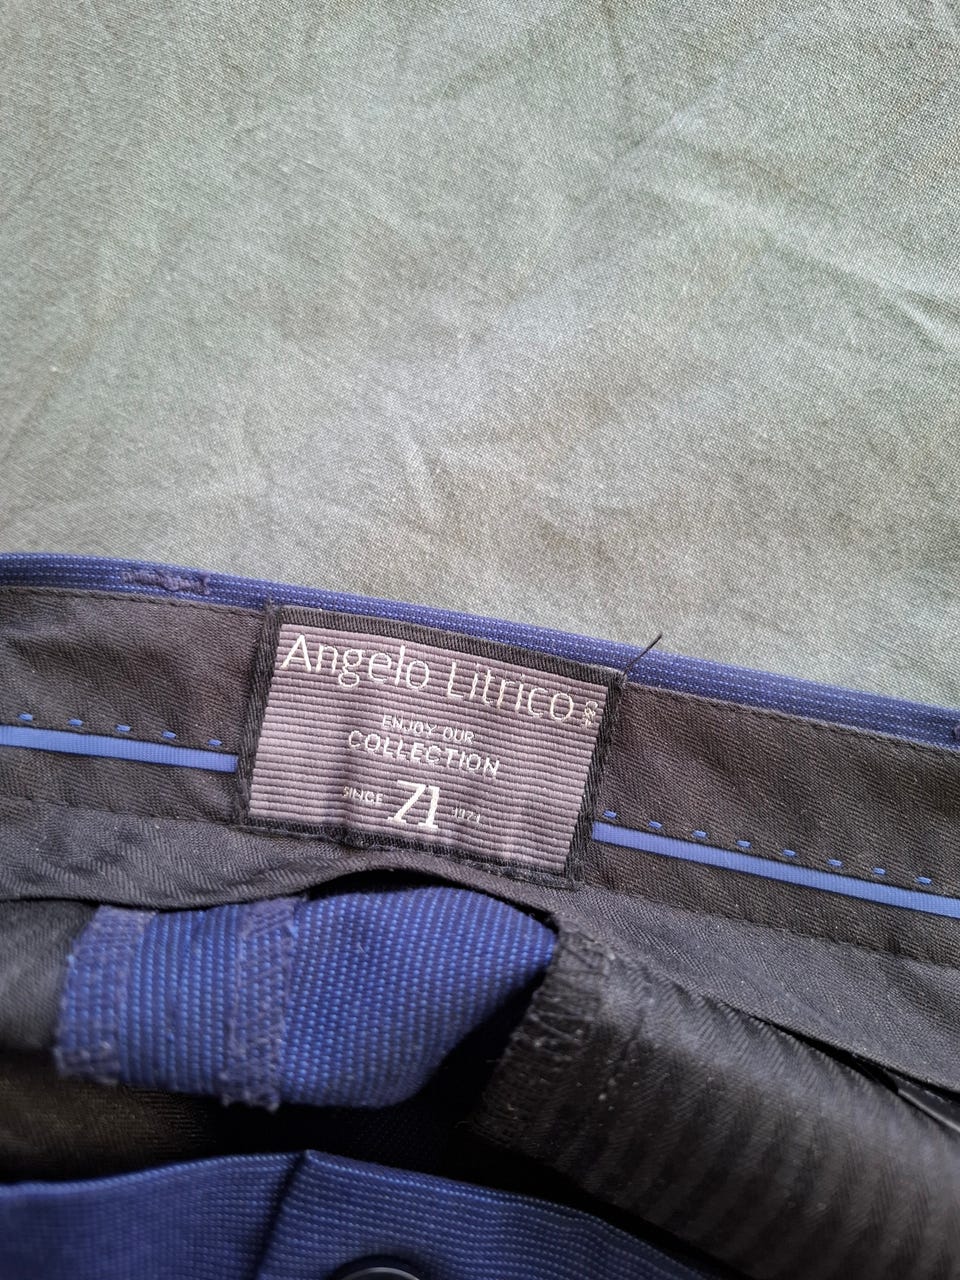 Angelo Litrico
C&A
ENJOY OUR
COLLECTION
SINCE 71 1971